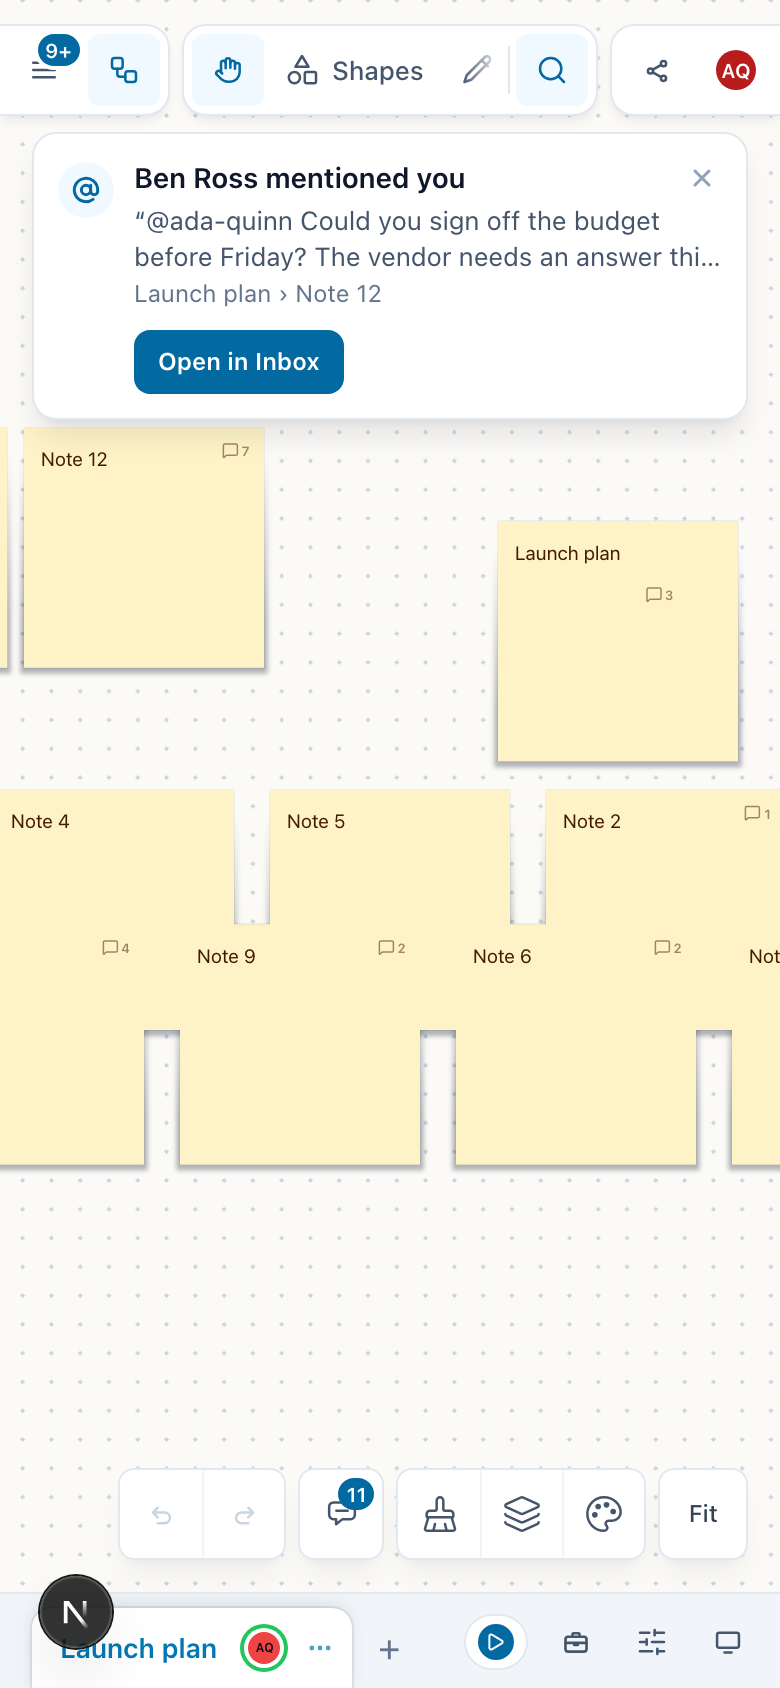 9+
Shapes
AQ
Ben Ross mentioned you
“@ada-quinn Could you sign off the budget
before Friday? The vendor needs an answer thi...
Launch plan › Note 12
Open in Inbox
Note 12
7
Launch plan
3
Note 4
Note 5
Note 2
1
4
Note 9
2
Note 6
2
Not
11
Fit
N
Launch plan
AQ